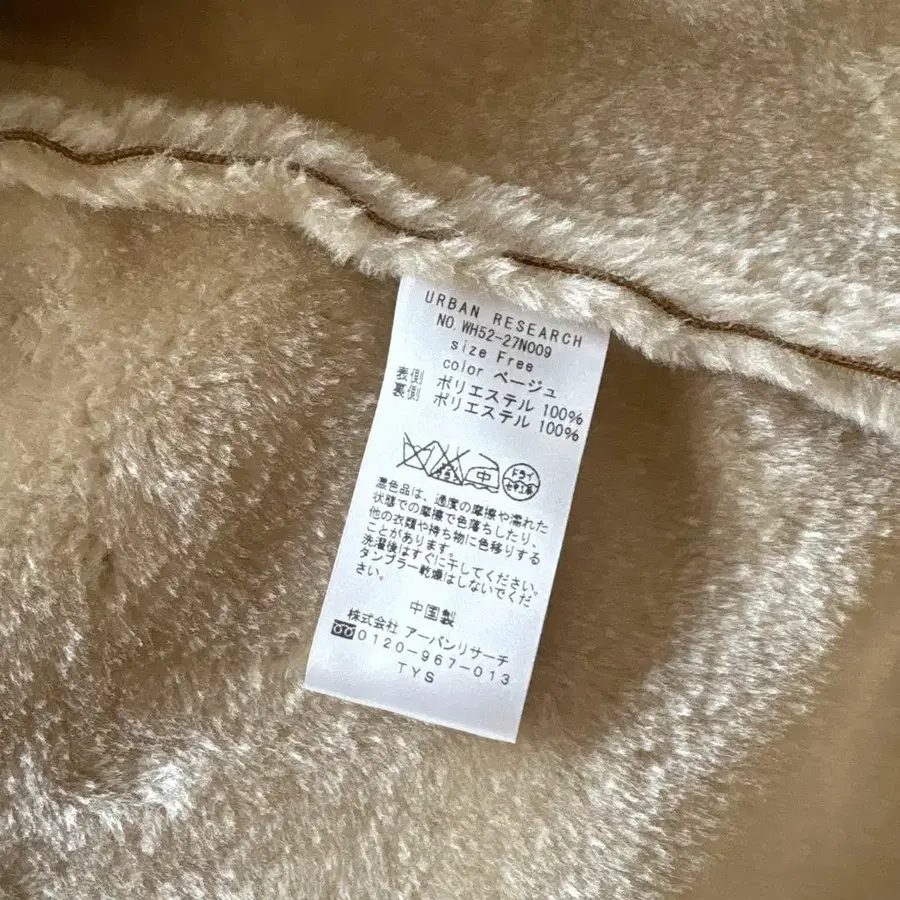 URBAN RESEARCH
NO. WH52-27N009
size Free
color ベージュ
表側 ポリエステル 100%
裏側 ポリエステル 100%
中 ドライ
濃色品は、過度の摩擦や濡れた
状態での摩擦で色落ちしたり、
他の衣類や持ち物に色移りする
ことがあります。
洗濯後はすぐに干してください。
タンブラー乾燥はしないでくだ
さい。
中国製
株式会社 アーバンリサーチ
0120-967-013
TYS